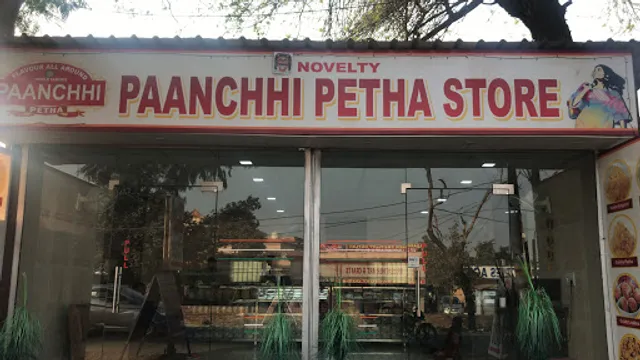 NOVELTY
FLAVOUR ALL AROUND
PAANCHHI
PETHA
PAANCHHI PETHA STORE